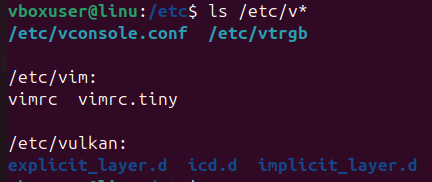 vboxuser@linu:/etc$ ls /etc/v*
/etc/vconsole.conf  /etc/vtrgb

/etc/vim:
vimrc  vimrc.tiny

/etc/vulkan:
explicit_layer.d  icd.d  implicit_layer.d